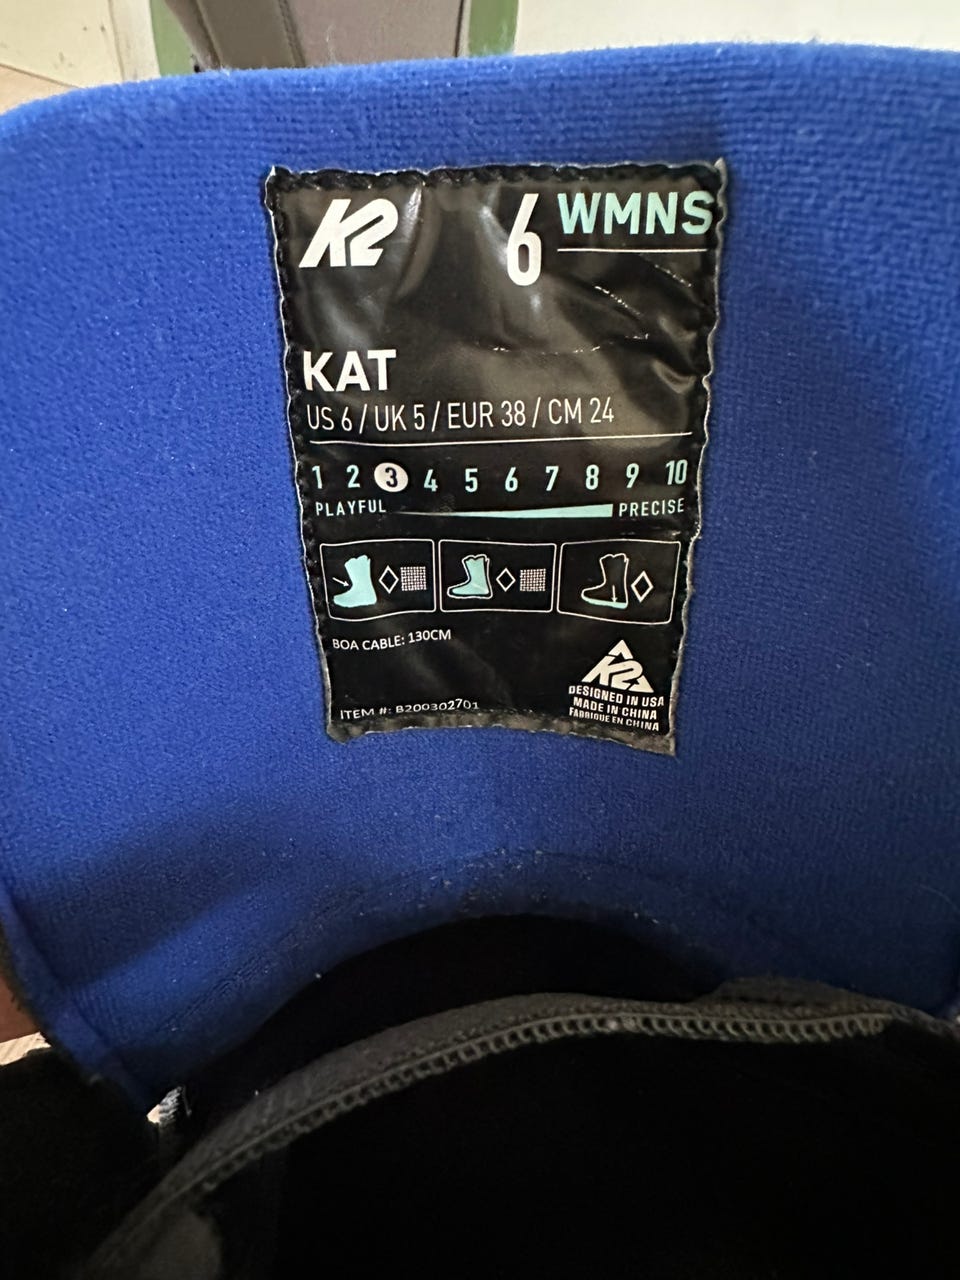 K2
6 WMNS
KAT
US 6 / UK 5 / EUR 38 / CM 24
1 2 3 4 5 6 7 8 9 10
PLAYFUL PRECISE
BOA CABLE: 130CM
ITEM #: B200302701
K2
DESIGNED IN USA
MADE IN CHINA
FABRIQUE EN CHINA